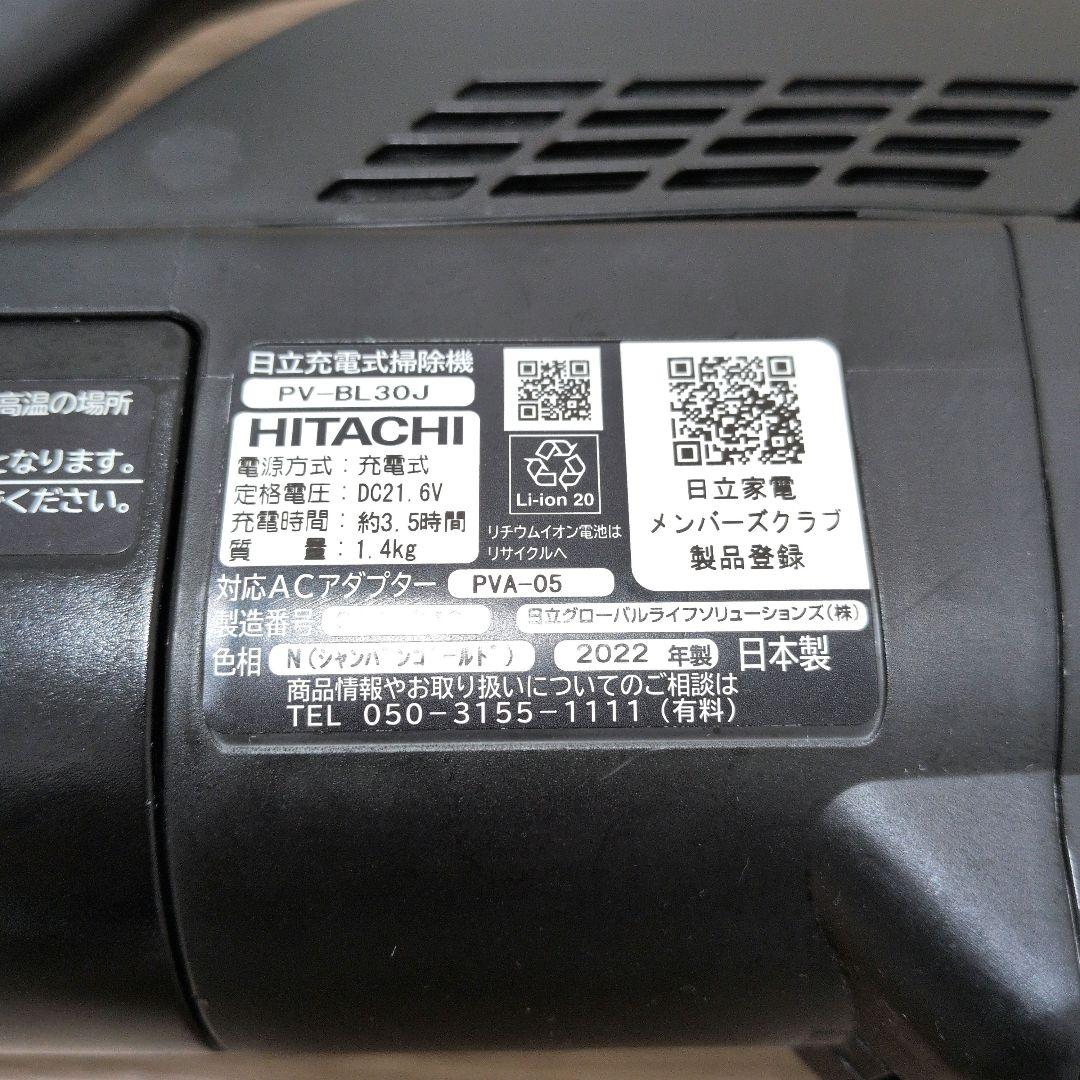 高温の場所
となります。
ください。
日立充電式掃除機
PV-BL30J
HITACHI
電源方式：充電式
定格電圧：DC21.6V
充電時間：約3.5時間
質　　量：1.4kg
Li-ion 20
リチウムイオン電池は
リサイクルへ
日立家電
メンバーズクラブ
製品登録
対応ACアダプター PVA-05
製造番号
日立グローバルライフソリューションズ(株)
色相 N(シャンパンゴールド)
2022 年製 日本製
商品情報やお取り扱いについてのご相談は
TEL 050-3155-1111(有料)